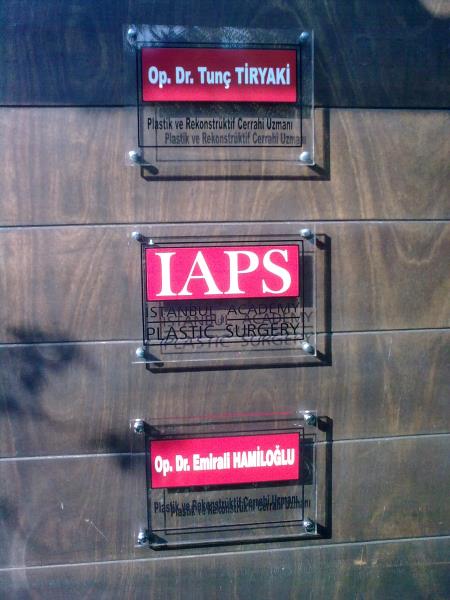 Op. Dr. Tunç TİRYAKİ
Plastik ve Rekonstrüktif Cerrahi Uzmanı
IAPS
ISTANBUL ACADEMY
PLASTIC SURGERY
Op. Dr. Emirali HAMİLOĞLU
Plastik ve Rekonstrüktif Cerrahi Uzmanı